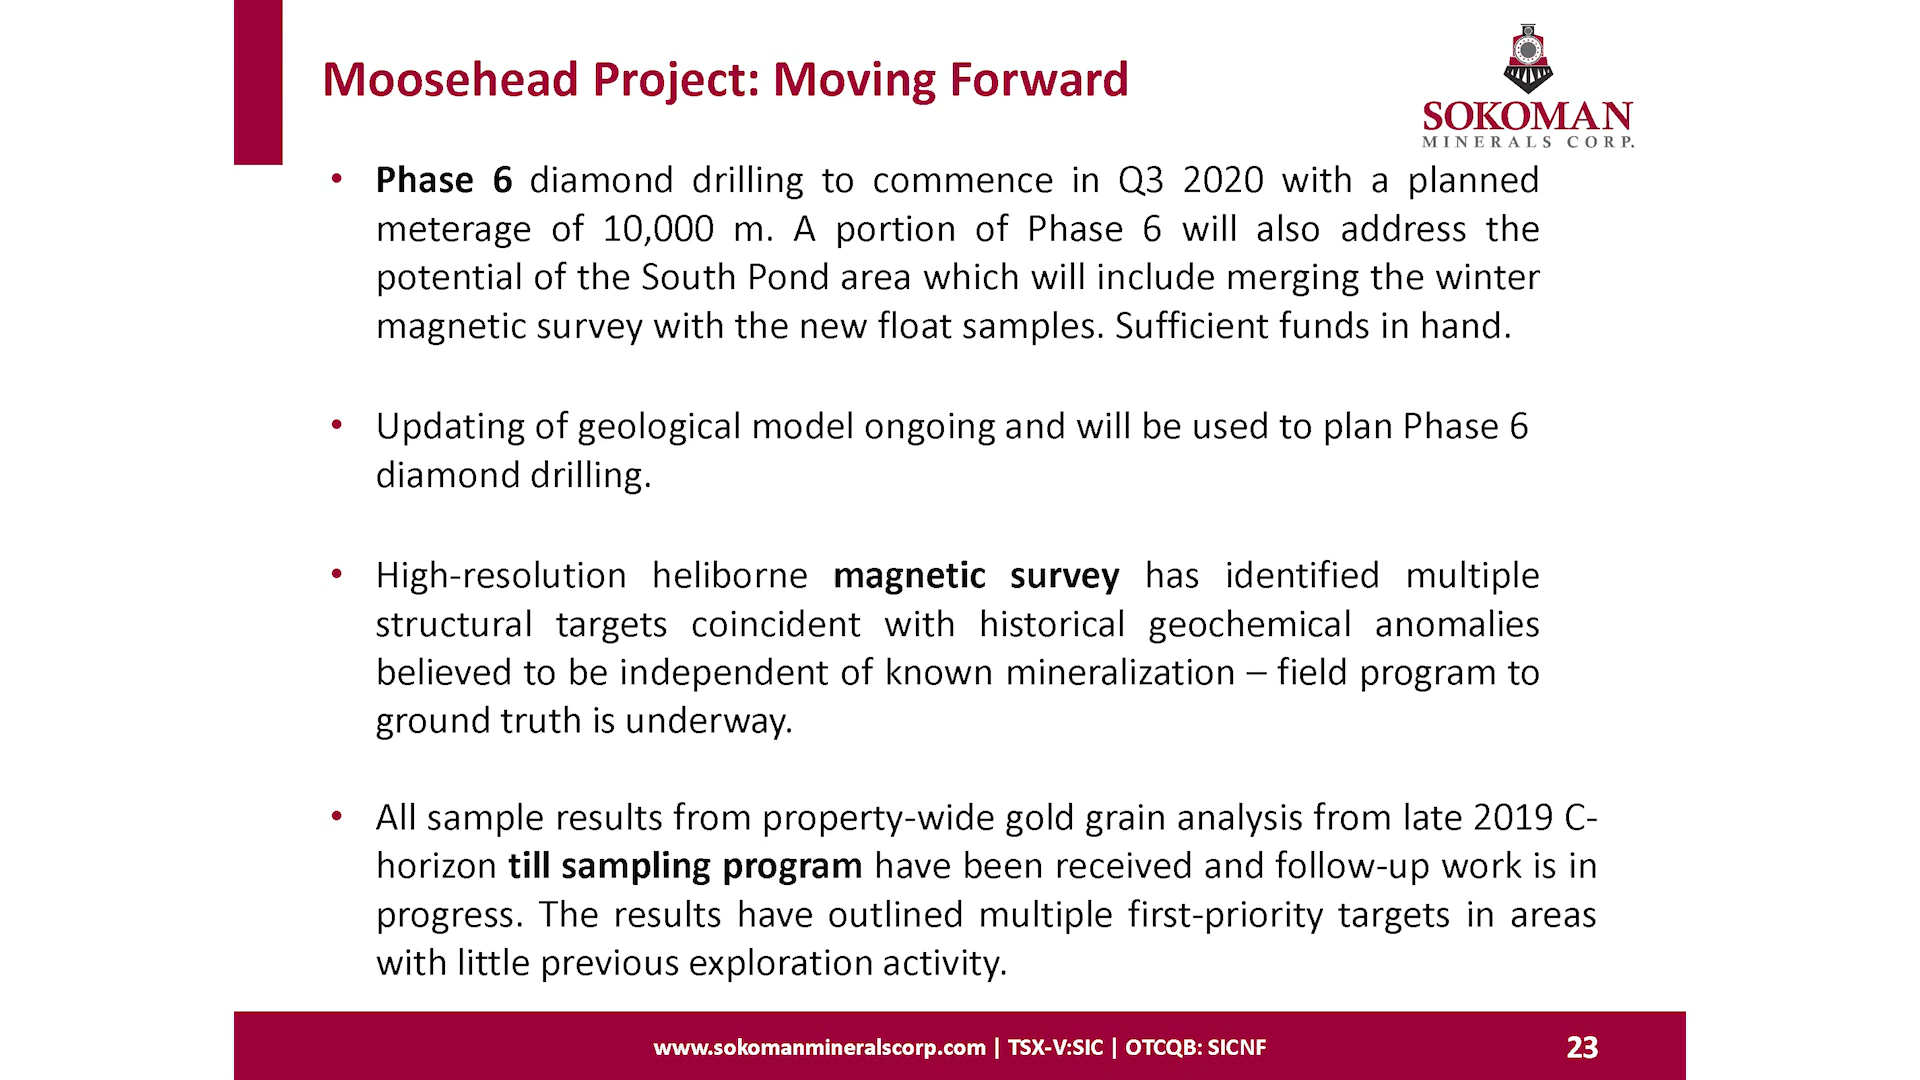 Moosehead Project: Moving Forward
SOKOMAN
MINERALS CORP.
• Phase 6 diamond drilling to commence in Q3 2020 with a planned
meterage of 10,000 m. A portion of Phase 6 will also address the
potential of the South Pond area which will include merging the winter
magnetic survey with the new float samples. Sufficient funds in hand.
• Updating of geological model ongoing and will be used to plan Phase 6
diamond drilling.
• High-resolution heliborne magnetic survey has identified multiple
structural targets coincident with historical geochemical anomalies
believed to be independent of known mineralization – field program to
ground truth is underway.
• All sample results from property-wide gold grain analysis from late 2019 C-
horizon till sampling program have been received and follow-up work is in
progress. The results have outlined multiple first-priority targets in areas
with little previous exploration activity.
www.sokomanmineralscorp.com | TSX-V:SIC | OTCQB: SICNF
23